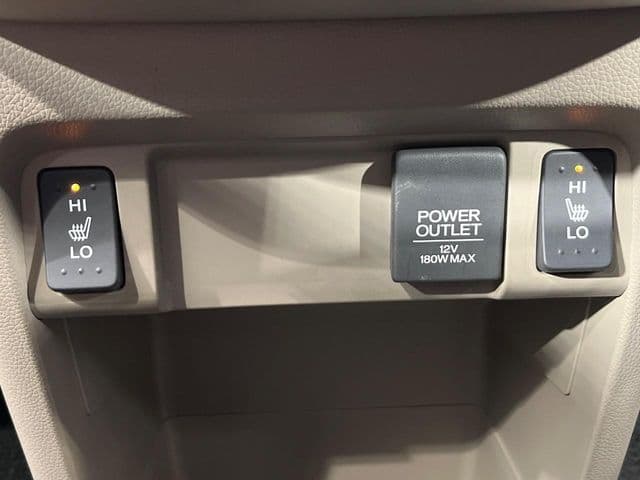 HI
LO
POWER
OUTLET
12V
180W MAX
HI
LO